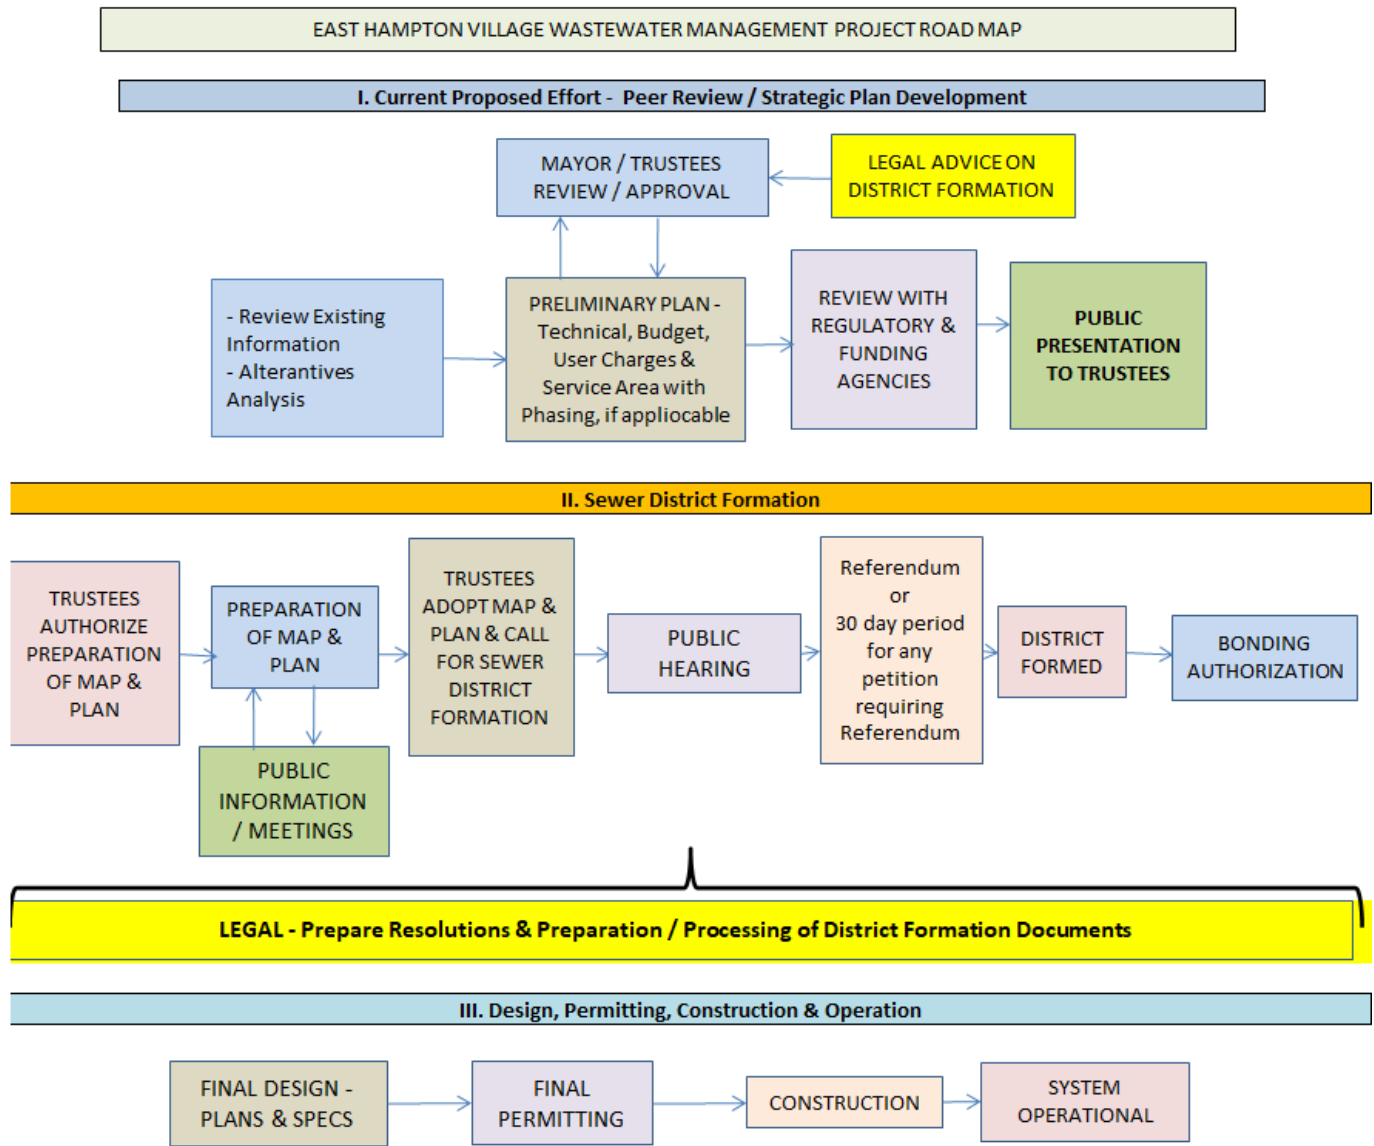 EAST HAMPTON VILLAGE WASTEWATER MANAGEMENT PROJECT ROAD MAP
I. Current Proposed Effort - Peer Review / Strategic Plan Development
MAYOR / TRUSTEES
REVIEW / APPROVAL
LEGAL ADVICE ON
DISTRICT FORMATION
- Review Existing
Information
- Alterantives
Analysis
PRELIMINARY PLAN -
Technical, Budget,
User Charges &
Service Area with
Phasing, if appliocable
REVIEW WITH
REGULATORY &
FUNDING
AGENCIES
PUBLIC
PRESENTATION
TO TRUSTEES
II. Sewer District Formation
TRUSTEES
AUTHORIZE
PREPARATION
OF MAP &
PLAN
PREPARATION
OF MAP &
PLAN
PUBLIC
INFORMATION
/ MEETINGS
TRUSTEES
ADOPT MAP &
PLAN & CALL
FOR SEWER
DISTRICT
FORMATION
PUBLIC
HEARING
Referendum
or
30 day period
for any
petition
requiring
Referendum
DISTRICT
FORMED
BONDING
AUTHORIZATION
LEGAL - Prepare Resolutions & Preparation / Processing of District Formation Documents
III. Design, Permitting, Construction & Operation
FINAL DESIGN -
PLANS & SPECS
FINAL
PERMITTING
CONSTRUCTION
SYSTEM
OPERATIONAL